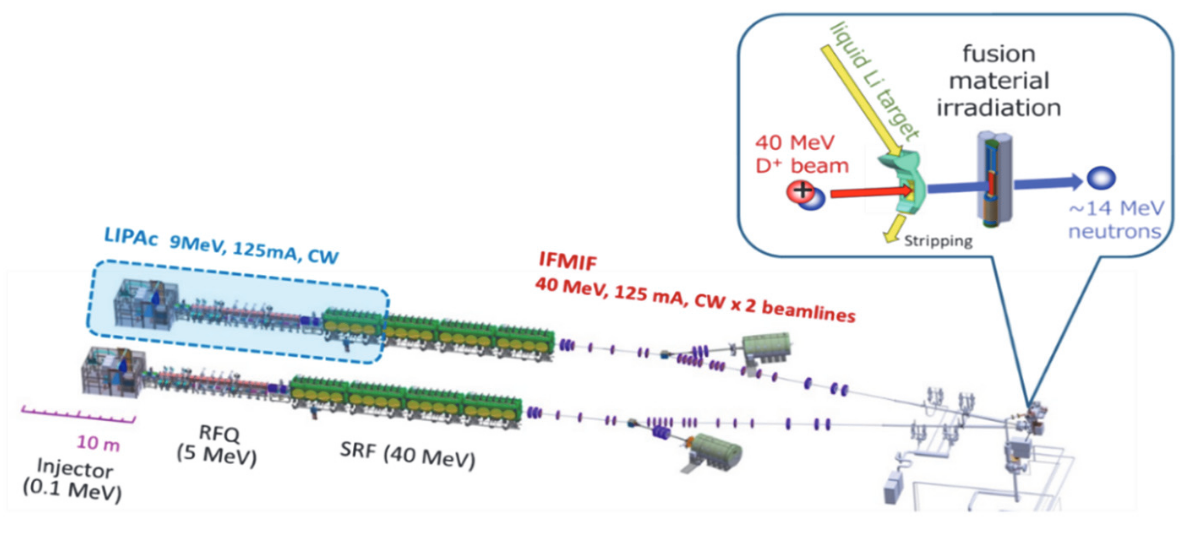 liquid Li target
fusion
material
irradiation
40 MeV
D⁺ beam
+
~14 MeV
neutrons
Stripping
LIPAc 9MeV, 125mA, CW
IFMIF
40 MeV, 125 mA, CW x 2 beamlines
10 m
Injector
(0.1 MeV)
RFQ
(5 MeV)
SRF (40 MeV)